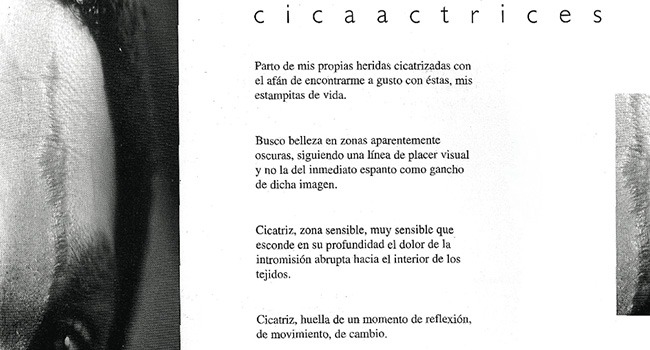 cicaactrices
Parto de mis propias heridas cicatrizadas con
el afán de encontrarme a gusto con éstas, mis
estampitas de vida.
Busco belleza en zonas aparentemente
oscuras, siguiendo una línea de placer visual
y no la del inmediato espanto como gancho
de dicha imagen.
Cicatriz, zona sensible, muy sensible que
esconde en su profundidad el dolor de la
intromisión abrupta hacia el interior de los
tejidos.
Cicatriz, huella de un momento de reflexión,
de movimiento, de cambio.